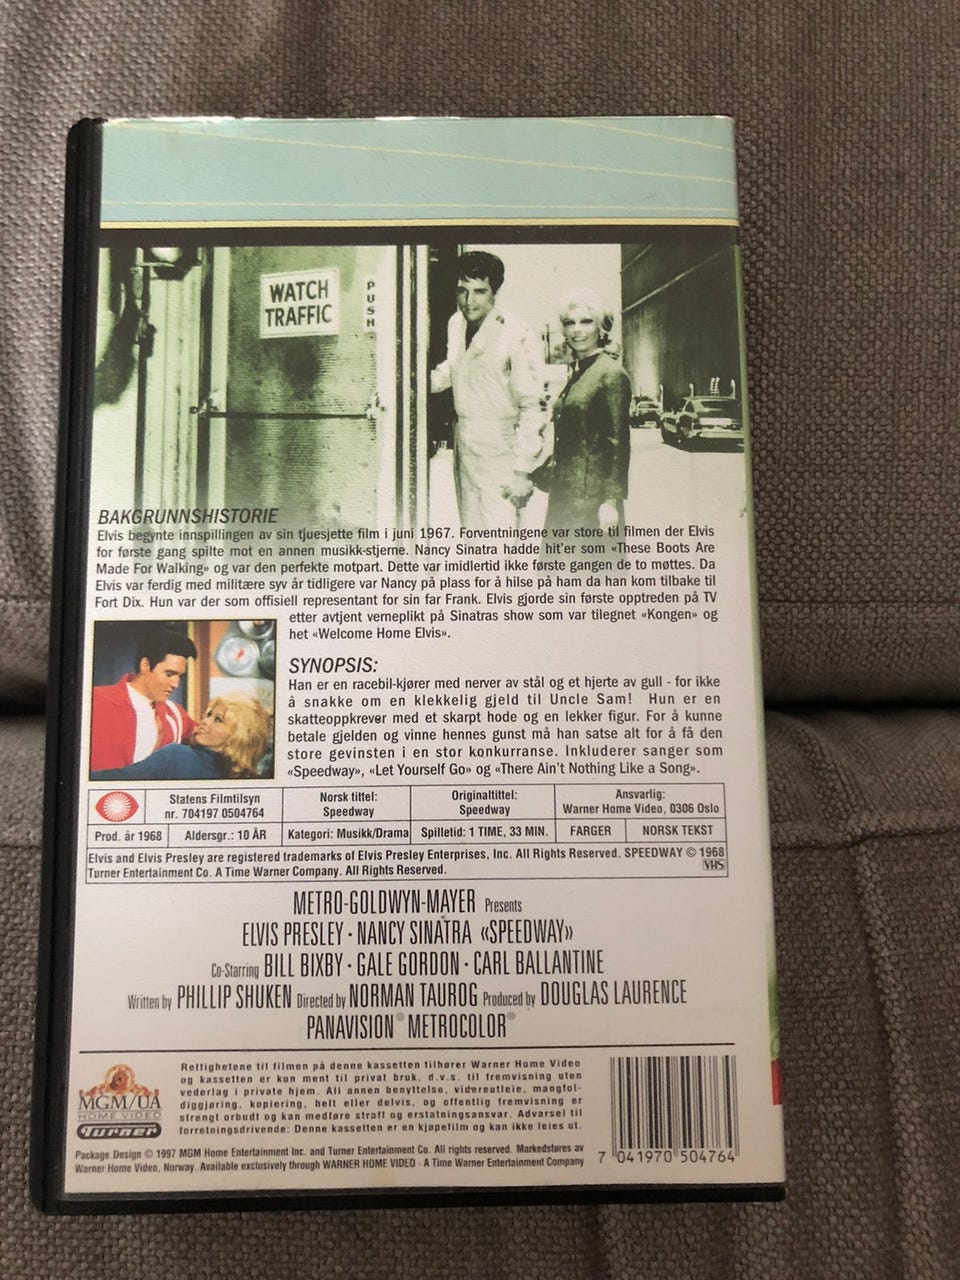 WATCH
TRAFFIC
PUSH
BAKGRUNNSHISTORIE
Elvis begynte innspillingen av sin tjuesjette film i juni 1967. Forventningene var store til filmen der Elvis
for første gang spilte mot en annen musikk-stjerne. Nancy Sinatra hadde hit'er som «These Boots Are
Made For Walking» og var den perfekte motpart. Dette var imidlertid ikke første gangen de to møttes. Da
Elvis var ferdig med militære syv år tidligere var Nancy på plass for å hilse på ham da han kom tilbake til
Fort Dix. Hun var der som offisiell representant for sin far Frank. Elvis gjorde sin første opptreden på TV
etter avtjent verneplikt på Sinatras show som var tilegnet «Kongen» og
het «Welcome Home Elvis».
SYNOPSIS:
Han er en racebil-kjører med nerver av stål og et hjerte av gull - for ikke
å snakke om en klekkelig gjeld til Uncle Sam! Hun er en
skatteoppkrever med et skarpt hode og en lekker figur. For å kunne
betale gjelden og vinne hennes gunst må han satse alt for å få den
store gevinsten i en stor konkurranse. Inkluderer sanger som
«Speedway», «Let Yourself Go» og «There Ain't Nothing Like a Song».
Statens Filmtilsyn
nr. 704197 0504764
Norsk tittel:
Speedway
Originaltittel:
Speedway
Ansvarlig:
Warner Home Video, 0306 Oslo
Prod. år 1968
Aldersgr.: 10 ÅR
Kategori: Musikk/Drama
Spilletid: 1 TIME, 33 MIN.
FARGER
NORSK TEKST
Elvis and Elvis Presley are registered trademarks of Elvis Presley Enterprises, Inc. All Rights Reserved. SPEEDWAY © 1968
Turner Entertainment Co. A Time Warner Company. All Rights Reserved.
VHS
METRO-GOLDWYN-MAYER Presents
ELVIS PRESLEY · NANCY SINATRA «SPEEDWAY»
Co-Starring BILL BIXBY · GALE GORDON · CARL BALLANTINE
Written by PHILLIP SHUKEN Directed by NORMAN TAUROG Produced by DOUGLAS LAURENCE
PANAVISION® METROCOLOR®
MGM/UA
HOME VIDEO
Turner
Rettighetene til filmen på denne kassetten tilhører Warner Home Video
og kassetten er kun ment til privat bruk, d.v.s. til fremvisning uten
vederlag i private hjem. All annen benyttelse, videreutleie, mangfol-
diggjøring, kopiering, helt eller delvis, og offentlig fremvisning er
strengt forbudt og kan medføre straff og erstatningsansvar. Advarsel til
forretningsdrivende: Denne kassetten er en kjøpefilm og kan ikke leies ut.
Package Design © 1997 MGM Home Entertainment Inc. and Turner Entertainment Co. All rights reserved. Markedsføres av
Warner Home Video, Norway. Available exclusively through WARNER HOME VIDEO - A Time Warner Entertainment Company
7 041970 504764